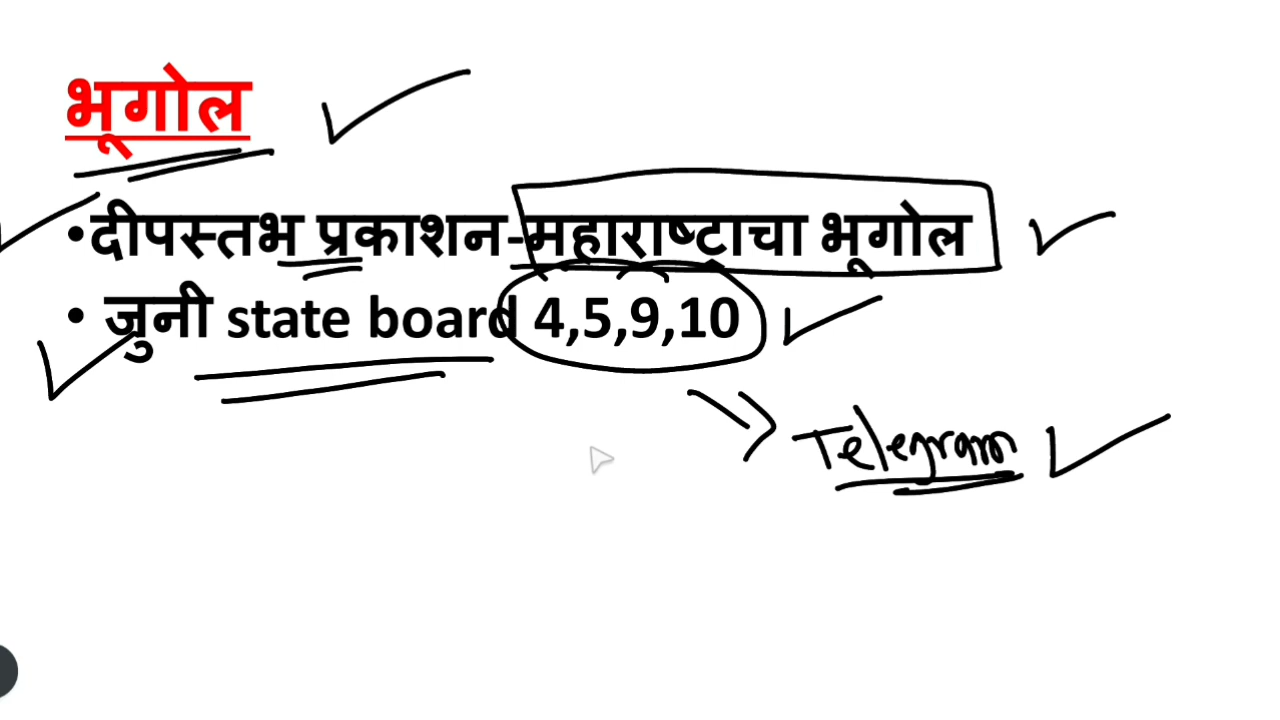 भूगोल
•दीपस्तभ प्रकाशन-महाराष्टाचा भूगोल
• जुनी state board 4,5,9,10
Telegram